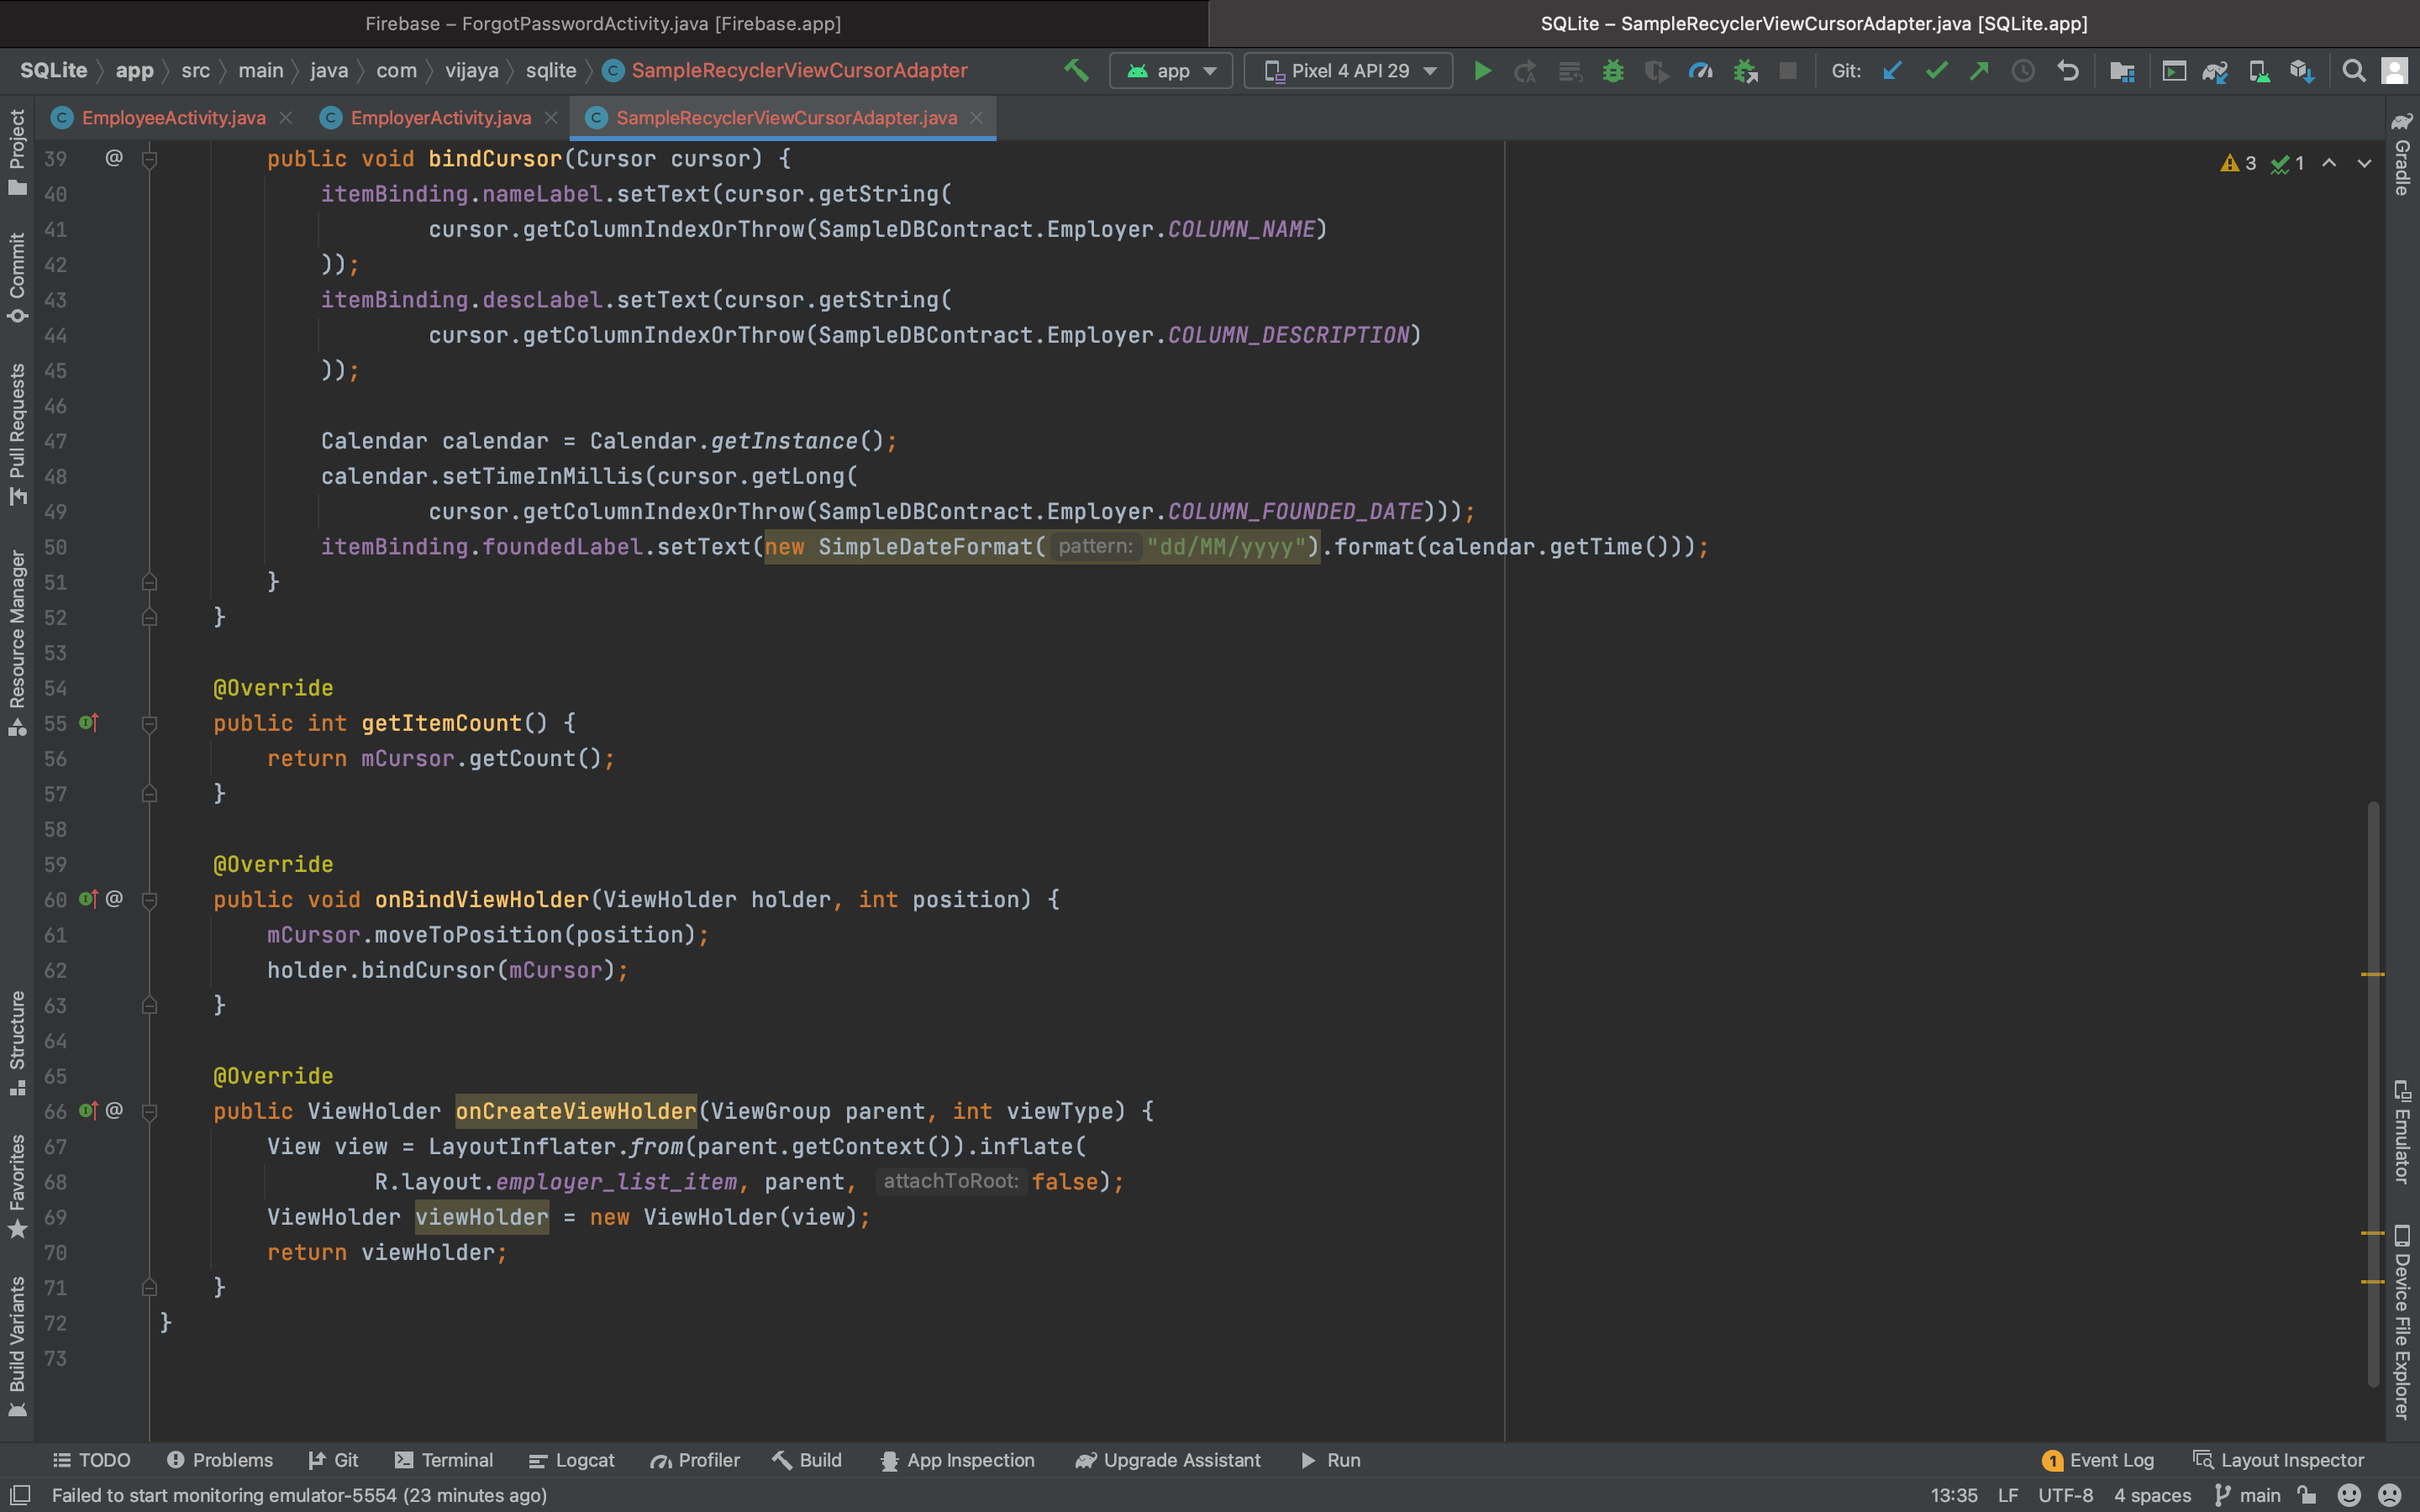 Firebase – ForgotPasswordActivity.java [Firebase.app]
SQLite – SampleRecyclerViewCursorAdapter.java [SQLite.app]
SQLite app src main java com vijaya sqlite C SampleRecyclerViewCursorAdapter
app
Pixel 4 API 29
Git:
C EmployeeActivity.java
C EmployerActivity.java
C SampleRecyclerViewCursorAdapter.java
Project
Commit
Pull Requests
Resource Manager
Structure
Favorites
Build Variants
3 1
39 @ public void bindCursor(Cursor cursor) {
40 itemBinding.nameLabel.setText(cursor.getString(
41 cursor.getColumnIndexOrThrow(SampleDBContract.Employer.COLUMN_NAME)
42 ));
43 itemBinding.descLabel.setText(cursor.getString(
44 cursor.getColumnIndexOrThrow(SampleDBContract.Employer.COLUMN_DESCRIPTION)
45 ));
46
47 Calendar calendar = Calendar.getInstance();
48 calendar.setTimeInMillis(cursor.getLong(
49 cursor.getColumnIndexOrThrow(SampleDBContract.Employer.COLUMN_FOUNDED_DATE)));
50 itemBinding.foundedLabel.setText(new SimpleDateFormat( pattern: "dd/MM/yyyy").format(calendar.getTime()));
51 }
52 }
53
54 @Override
55 public int getItemCount() {
56 return mCursor.getCount();
57 }
58
59 @Override
60 @ public void onBindViewHolder(ViewHolder holder, int position) {
61 mCursor.moveToPosition(position);
62 holder.bindCursor(mCursor);
63 }
64
65 @Override
66 @ public ViewHolder onCreateViewHolder(ViewGroup parent, int viewType) {
67 View view = LayoutInflater.from(parent.getContext()).inflate(
68 R.layout.employer_list_item, parent, attachToRoot: false);
69 ViewHolder viewHolder = new ViewHolder(view);
70 return viewHolder;
71 }
72 }
73
Gradle
Emulator
Device File Explorer
TODO Problems Git Terminal Logcat Profiler Build App Inspection Upgrade Assistant Run
1 Event Log Layout Inspector
Failed to start monitoring emulator-5554 (23 minutes ago)
13:35 LF UTF-8 4 spaces main